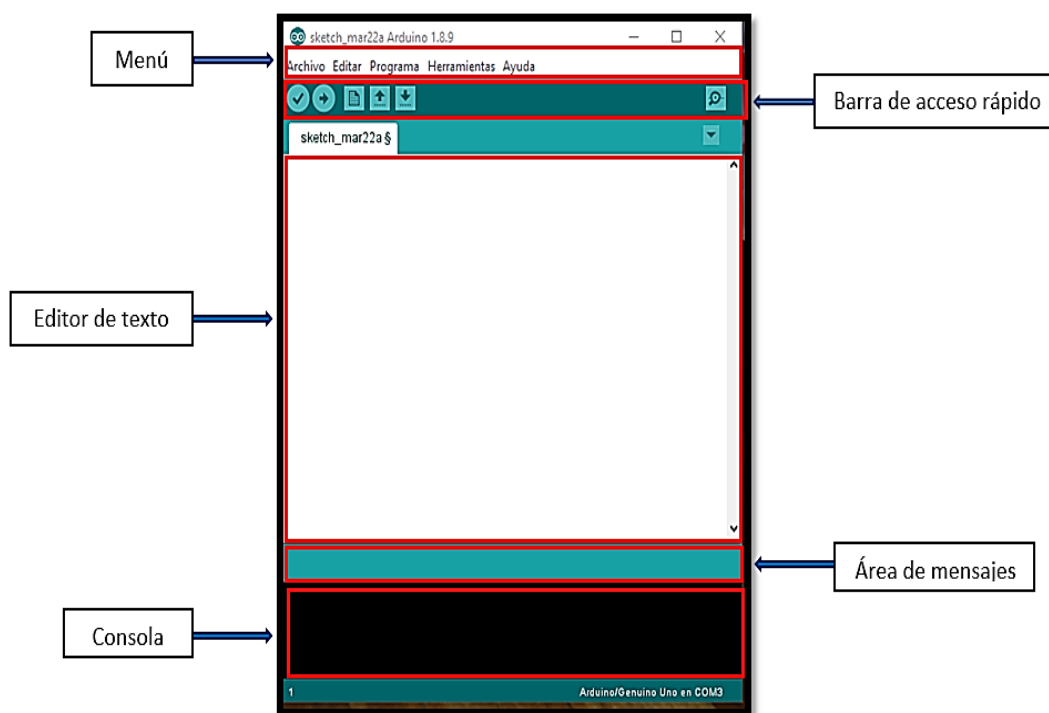 Menú
sketch_mar22a Arduino 1.8.9
Archivo Editar Programa Herramientas Ayuda
Barra de acceso rápido
sketch_mar22a §
Editor de texto
Área de mensajes
Consola
1
Arduino/Genuino Uno en COM3